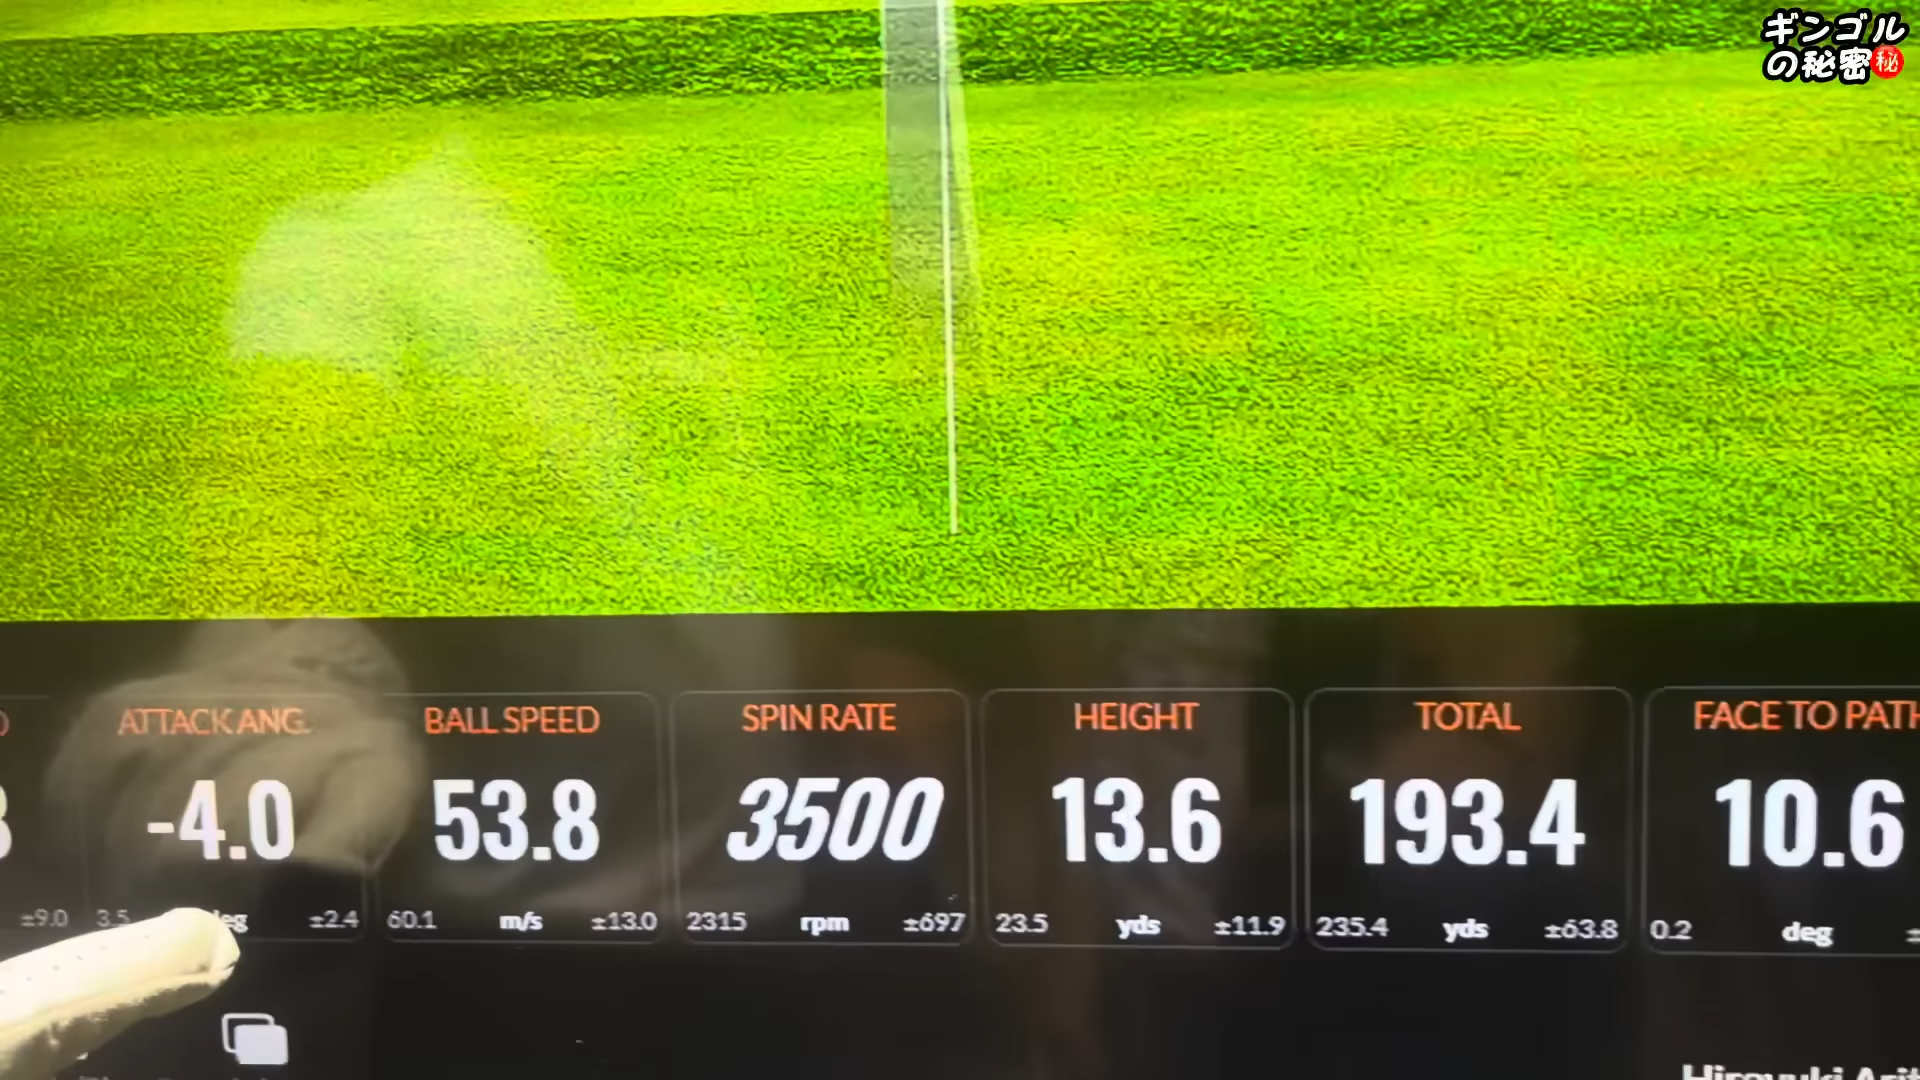 ギンゴル
の秘密㊙
ATTACK ANG.
BALL SPEED
SPIN RATE
HEIGHT
TOTAL
FACE TO PATH
-4.0
53.8
3500
13.6
193.4
10.6
±9.0
3.5
±2.4
60.1
m/s
±13.0
2315
rpm
±697
23.5
yds
±11.9
235.4
yds
±63.8
0.2
deg
Hiroyuki